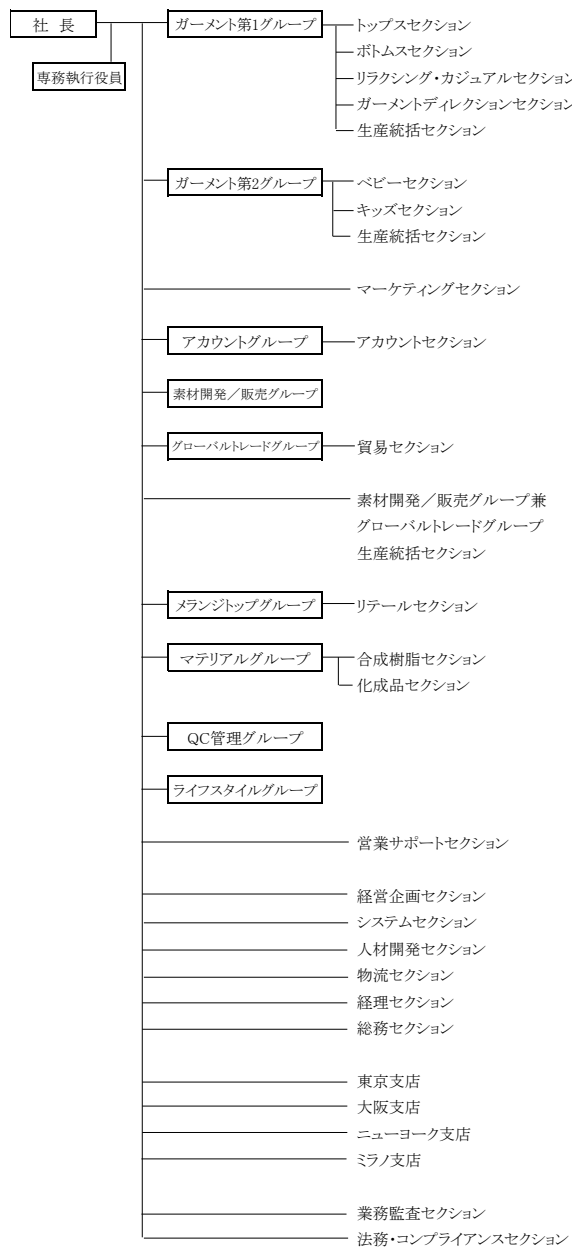 社 長
専務執行役員
ガーメント第1グループ
トップスセクション
ボトムスセクション
リラクシング・カジュアルセクション
ガーメントディレクションセクション
生産統括セクション
ガーメント第2グループ
ベビーセクション
キッズセクション
生産統括セクション
マーケティングセクション
アカウントグループ
アカウントセクション
素材開発／販売グループ
グローバルトレードグループ
貿易セクション
素材開発／販売グループ兼
グローバルトレードグループ
生産統括セクション
メランジトップグループ
リテールセクション
マテリアルグループ
合成樹脂セクション
化成品セクション
QC管理グループ
ライフスタイルグループ
営業サポートセクション
経営企画セクション
システムセクション
人材開発セクション
物流セクション
経理セクション
総務セクション
東京支店
大阪支店
ニューヨーク支店
ミラノ支店
業務監査セクション
法務・コンプライアンスセクション